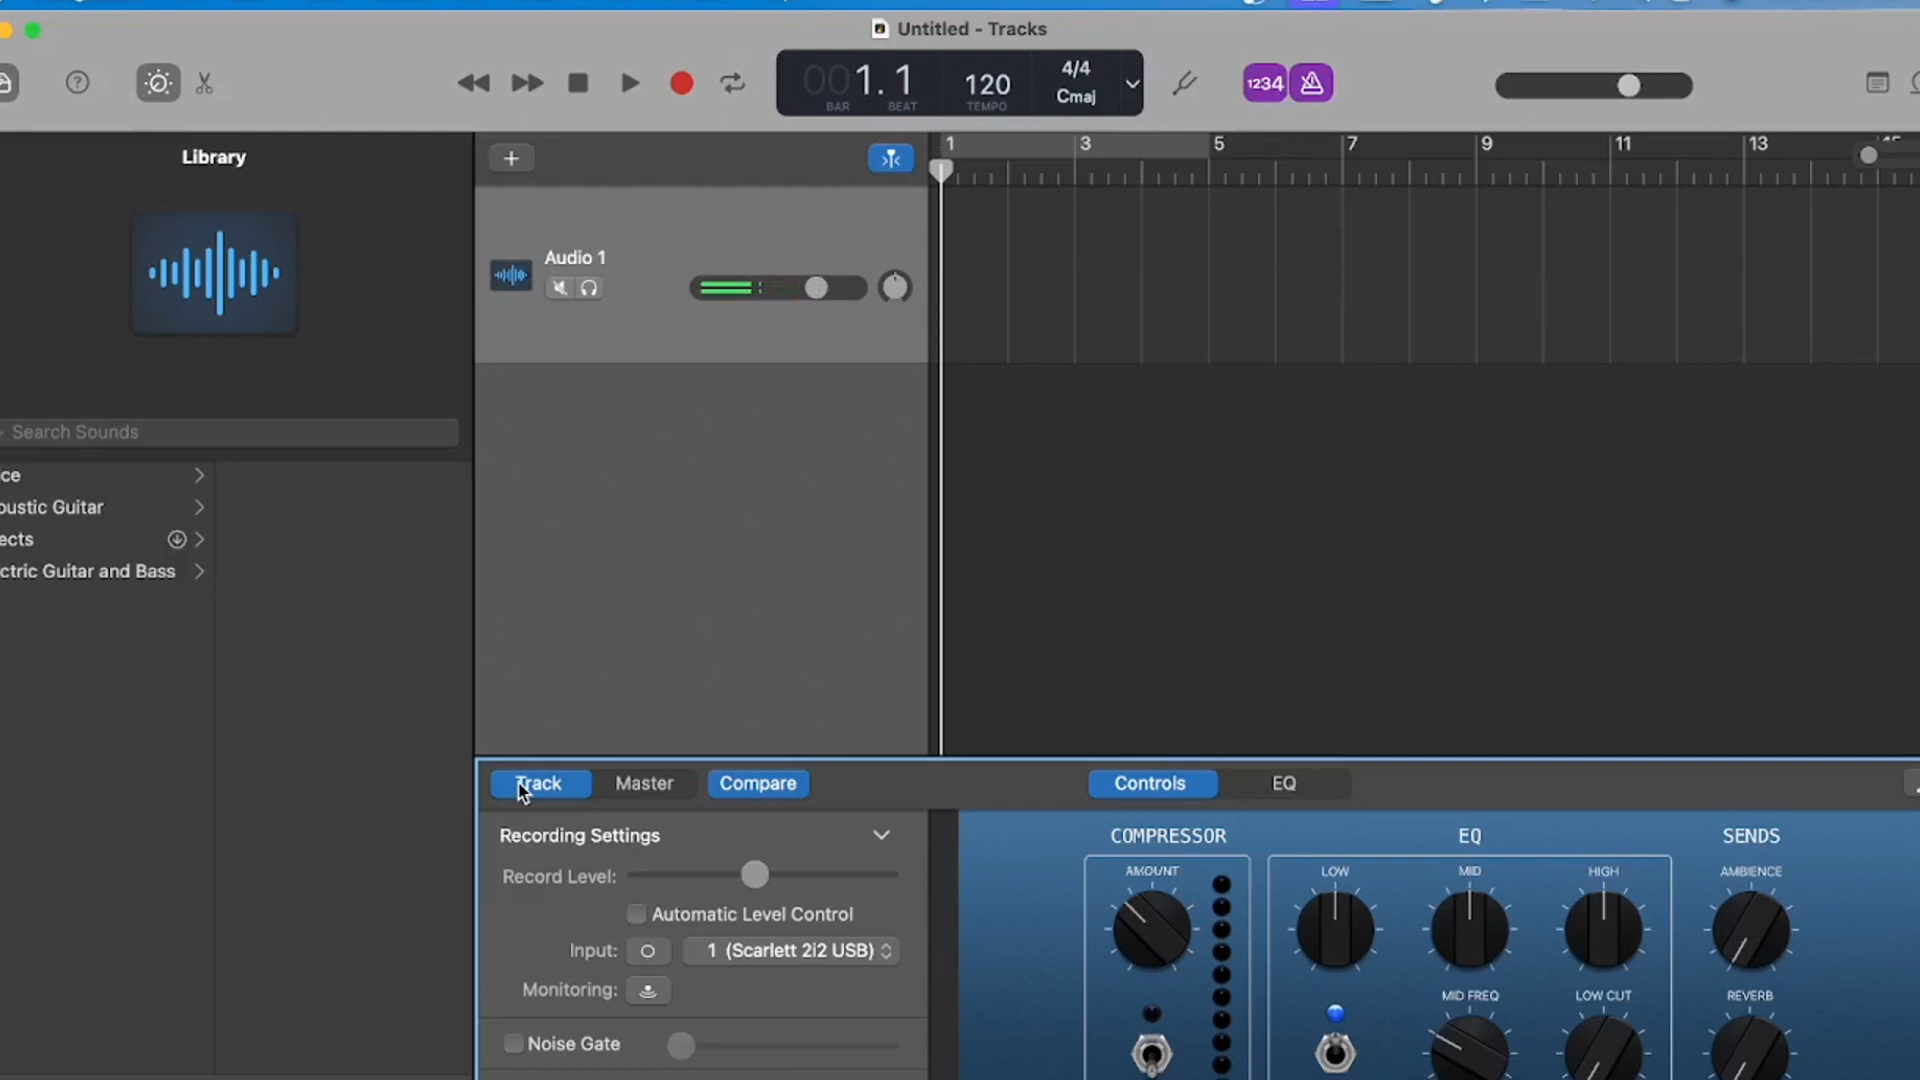 Untitled - Tracks
001.1
BAR
BEAT
120
TEMPO
4/4
Cmaj
1234
Library
1
3
5
7
9
11
13
Audio 1
Search Sounds
ice
oustic Guitar
ects
ctric Guitar and Bass
Track
Master
Compare
Controls
EQ
Recording Settings
Record Level:
Automatic Level Control
Input:
1 (Scarlett 2i2 USB)
Monitoring:
Noise Gate
COMPRESSOR
AMOUNT
EQ
LOW
MID
HIGH
MID FREQ
LOW CUT
SENDS
AMBIENCE
REVERB